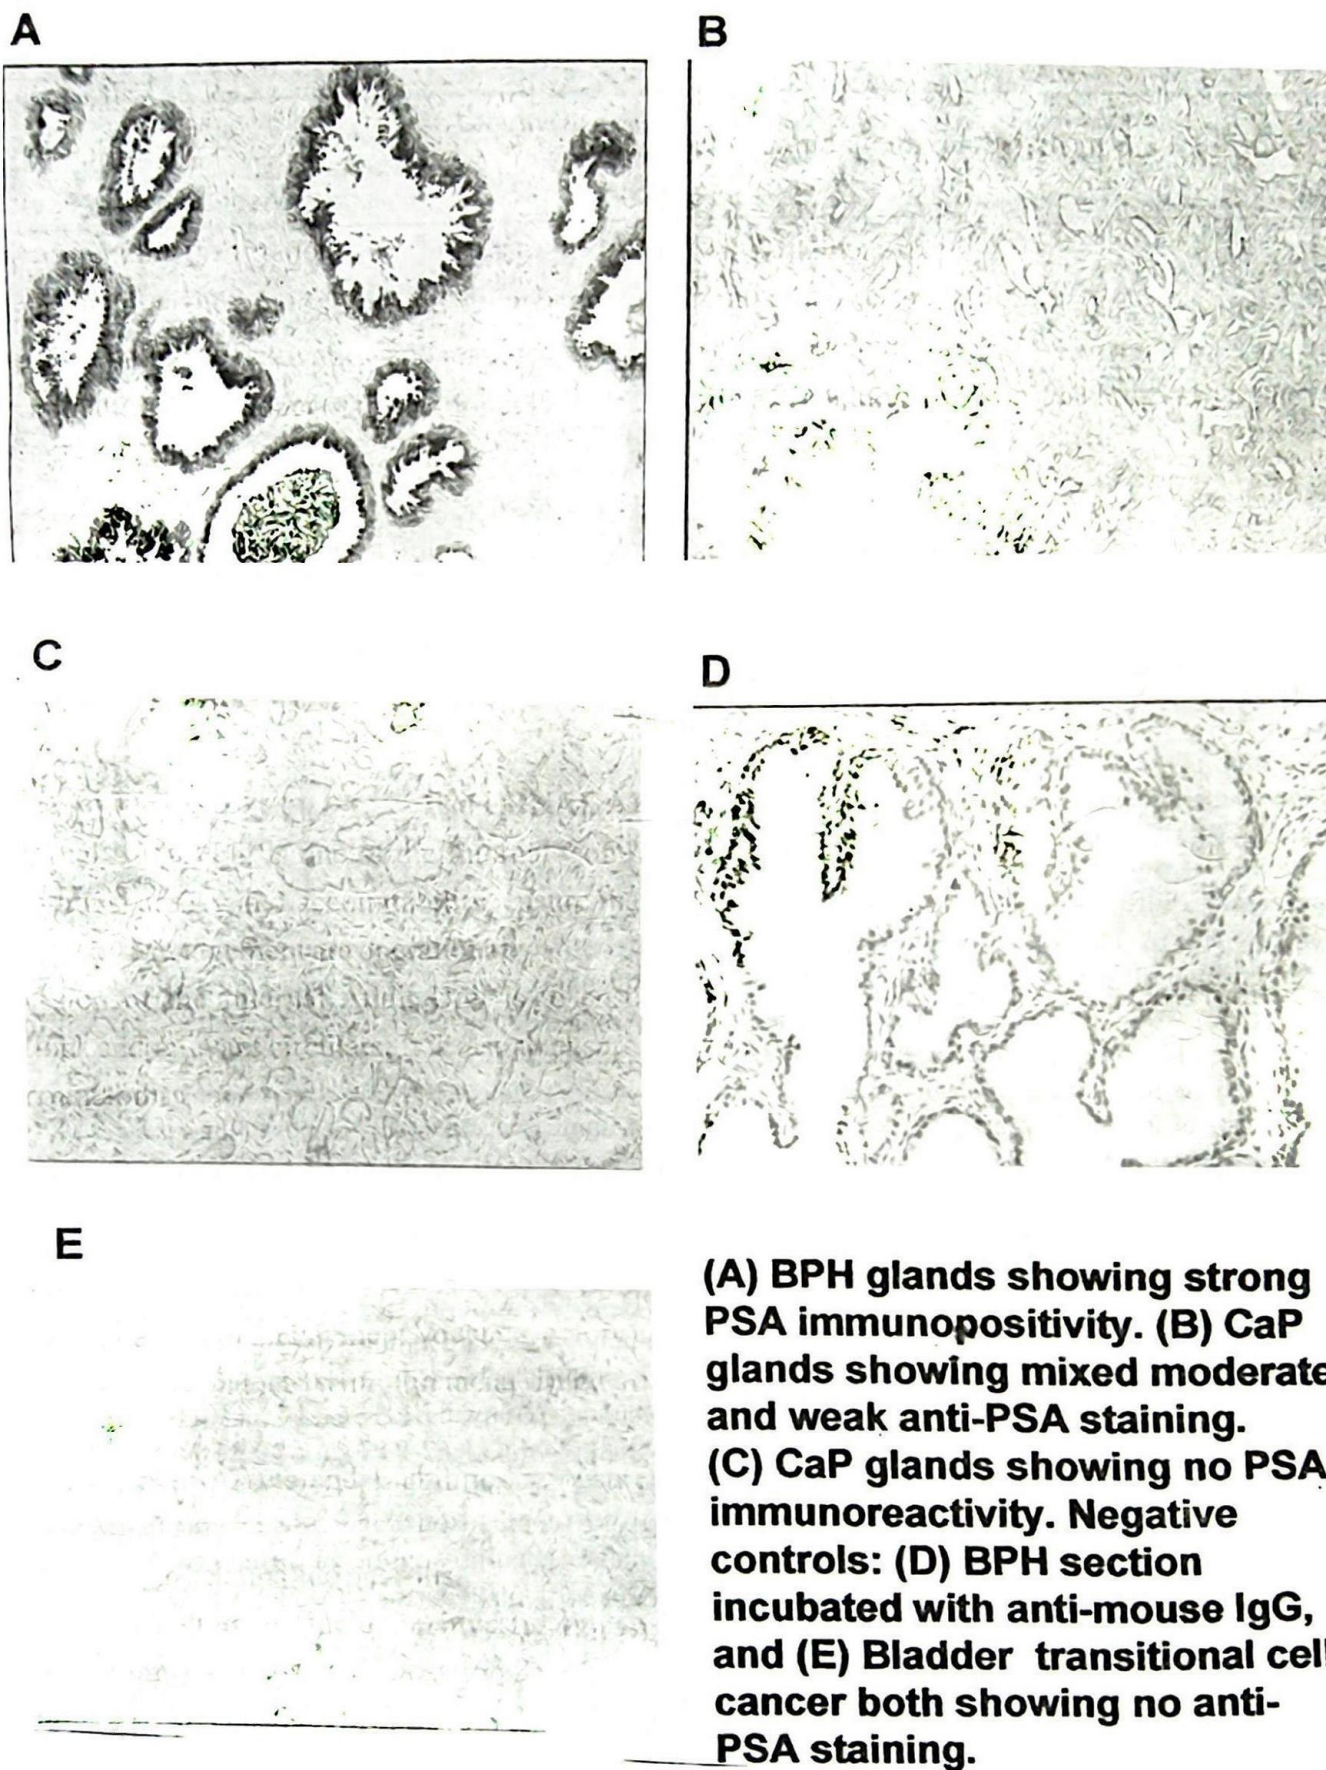 A
B
C
D
E
(A) BPH glands showing strong
PSA immunopositivity. (B) CaP
glands showing mixed moderate
and weak anti-PSA staining.
(C) CaP glands showing no PSA
immunoreactivity. Negative
controls: (D) BPH section
incubated with anti-mouse IgG,
and (E) Bladder transitional cell
cancer both showing no anti-
PSA staining.